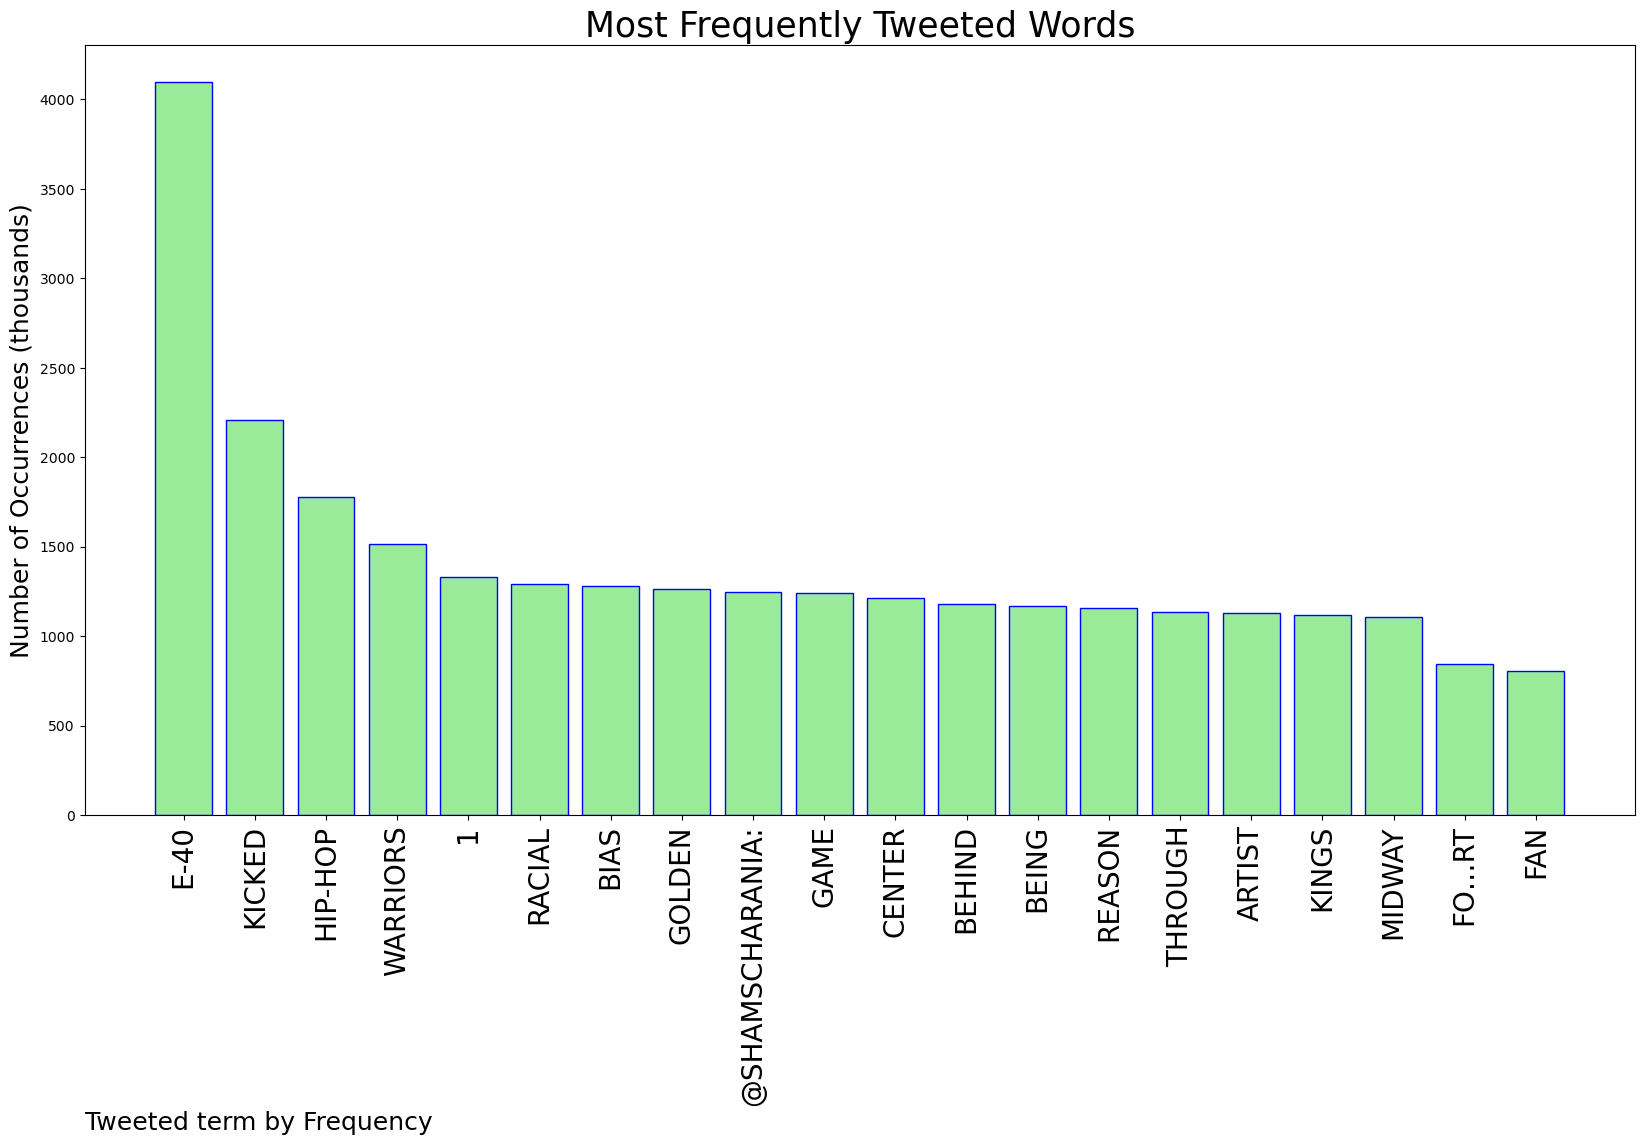 Most Frequently Tweeted Words
Number of Occurrences (thousands)
4000
3500
3000
2500
2000
1500
1000
500
0
E-40
KICKED
HIP-HOP
WARRIORS
1
RACIAL
BIAS
GOLDEN
@SHAMSCHARANIA:
GAME
CENTER
BEHIND
BEING
REASON
THROUGH
ARTIST
KINGS
MIDWAY
FO…RT
FAN
Tweeted term by Frequency